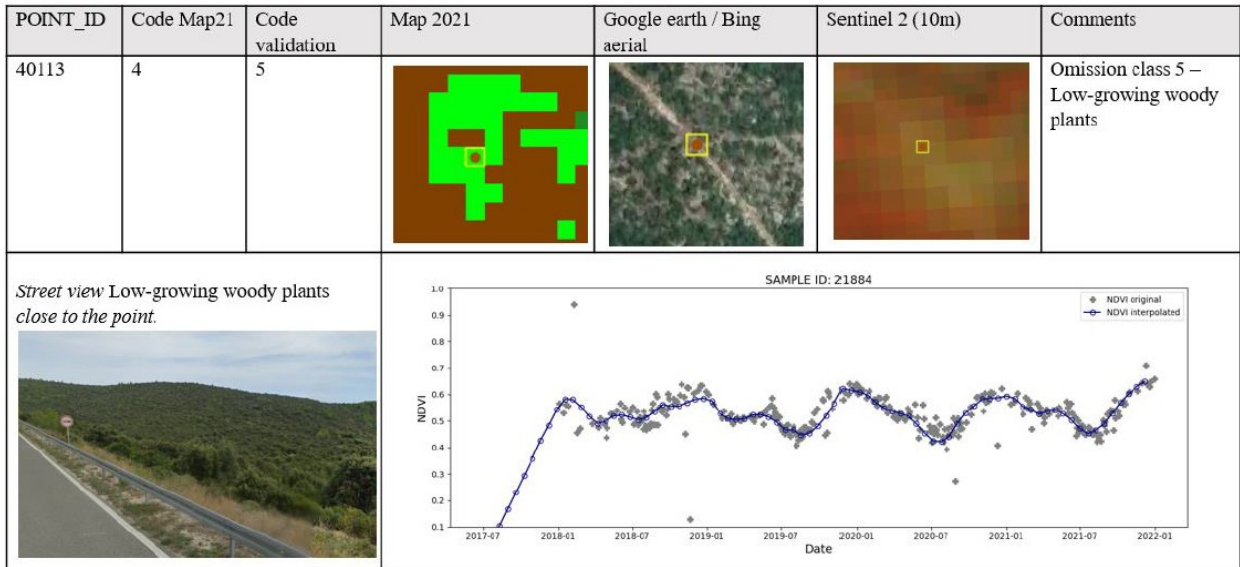 POINT_ID
Code Map21
Code
validation
Map 2021
Google earth / Bing
aerial
Sentinel 2 (10m)
Comments
40113
4
5
Omission class 5 –
Low-growing woody
plants
Street view Low-growing woody plants
close to the point.
SAMPLE ID: 21884
NDVI original
NDVI interpolated
NDVI
1.0
0.9
0.8
0.7
0.6
0.5
0.4
0.3
0.2
0.1
2017-07
2018-01
2018-07
2019-01
2019-07
2020-01
2020-07
2021-01
2021-07
2022-01
Date